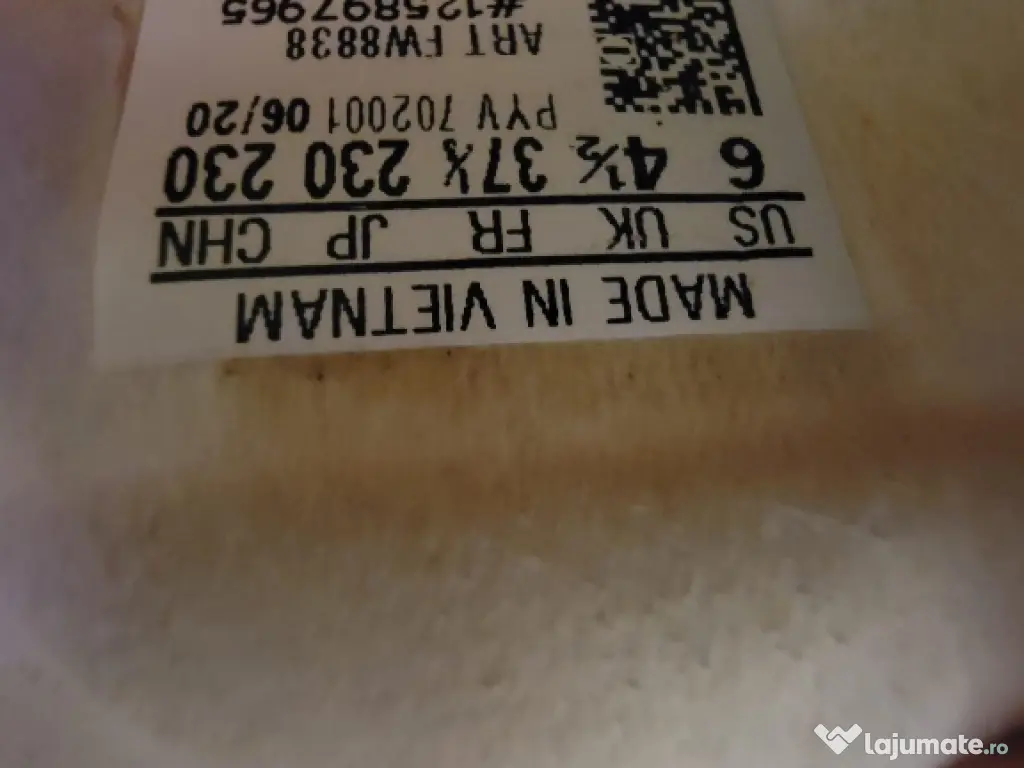 MADE IN VIETNAM
US UK FR JP CHN
6 4½ 37⅓ 230 230
PYV 702001 06/20
ART FW8838
#12897965
lajumate.ro